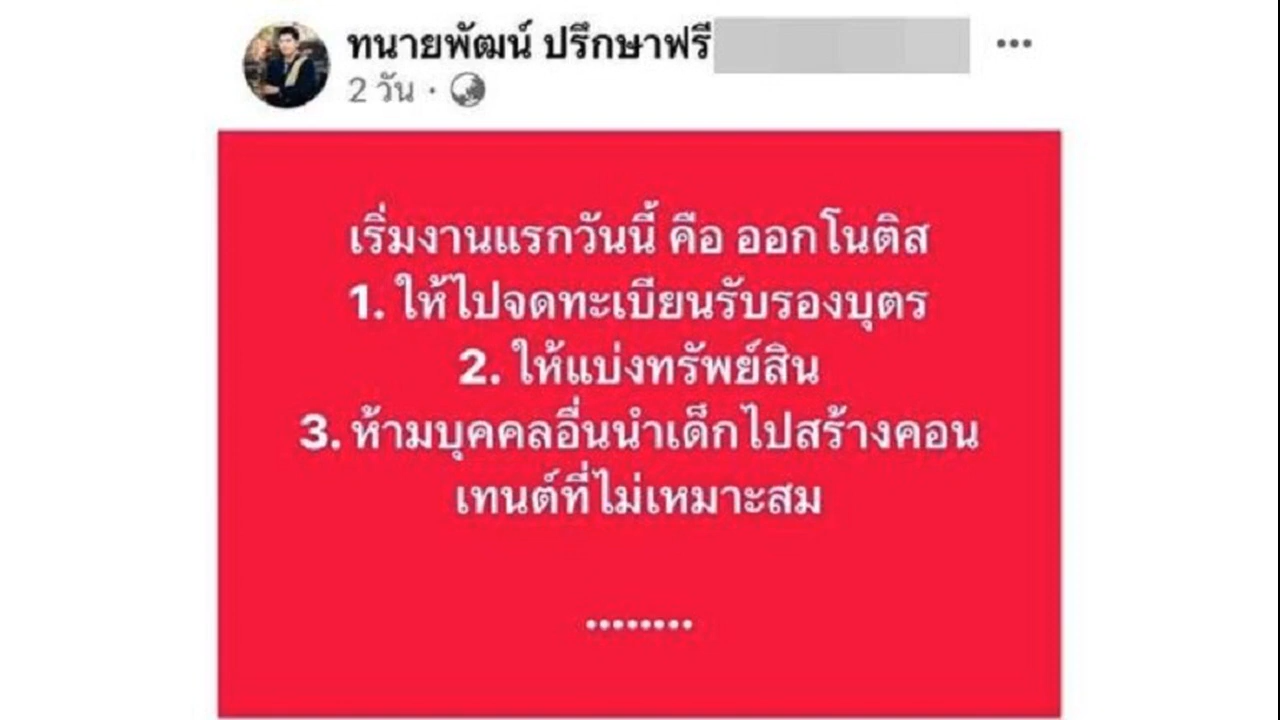 ทนายพัฒน์ ปรึกษาฟรี
2 วัน ·
เริ่มงานแรกวันนี้ คือ ออกโนติส
1. ให้ไปจดทะเบียนรับรองบุตร
2. ให้แบ่งทรัพย์สิน
3. ห้ามบุคคลอื่นนำเด็กไปสร้างคอน
เทนต์ที่ไม่เหมาะสม
........